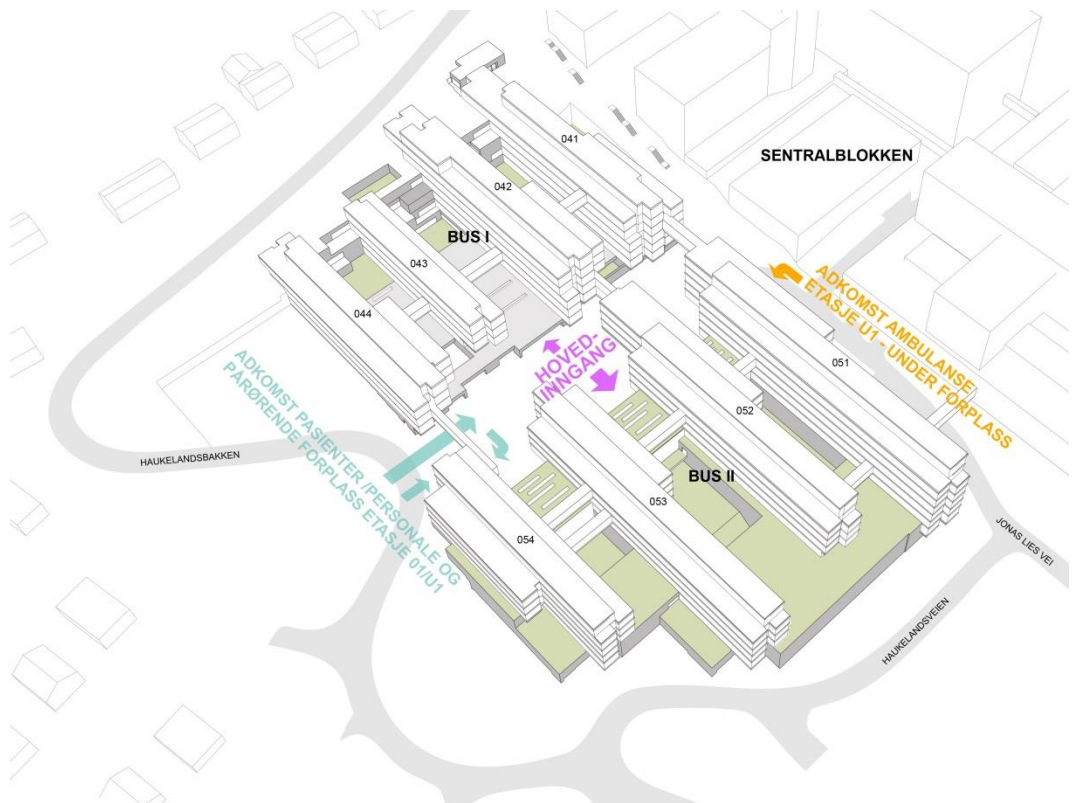 041
SENTRALBLOKKEN
042
BUS I
043
044
ADKOMST AMBULANSE/
ETASJE U1 - UNDER FORPLASS
HOVED-
INNGANG
051
052
ADKOMST PASIENTER /PERSONALE OG
PÅRØRENDE FORPLASS ETASJE 01/U1
HAUKELANDSBAKKEN
BUS II
053
054
JONAS LIES VEI
HAUKELANDSVEIEN